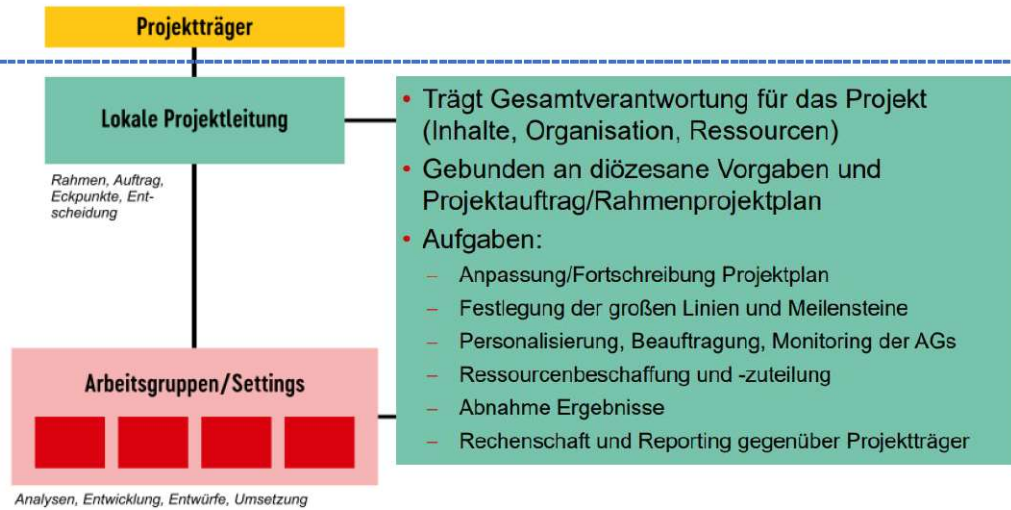 Projektträger
Lokale Projektleitung
Rahmen, Auftrag,
Eckpunkte, Ent-
scheidung
Arbeitsgruppen/Settings
Analysen, Entwicklung, Entwürfe, Umsetzung
• Trägt Gesamtverantwortung für das Projekt
(Inhalte, Organisation, Ressourcen)
• Gebunden an diözesane Vorgaben und
Projektauftrag/Rahmenprojektplan
• Aufgaben:
– Anpassung/Fortschreibung Projektplan
– Festlegung der großen Linien und Meilensteine
– Personalisierung, Beauftragung, Monitoring der AGs
– Ressourcenbeschaffung und -zuteilung
– Abnahme Ergebnisse
– Rechenschaft und Reporting gegenüber Projektträger